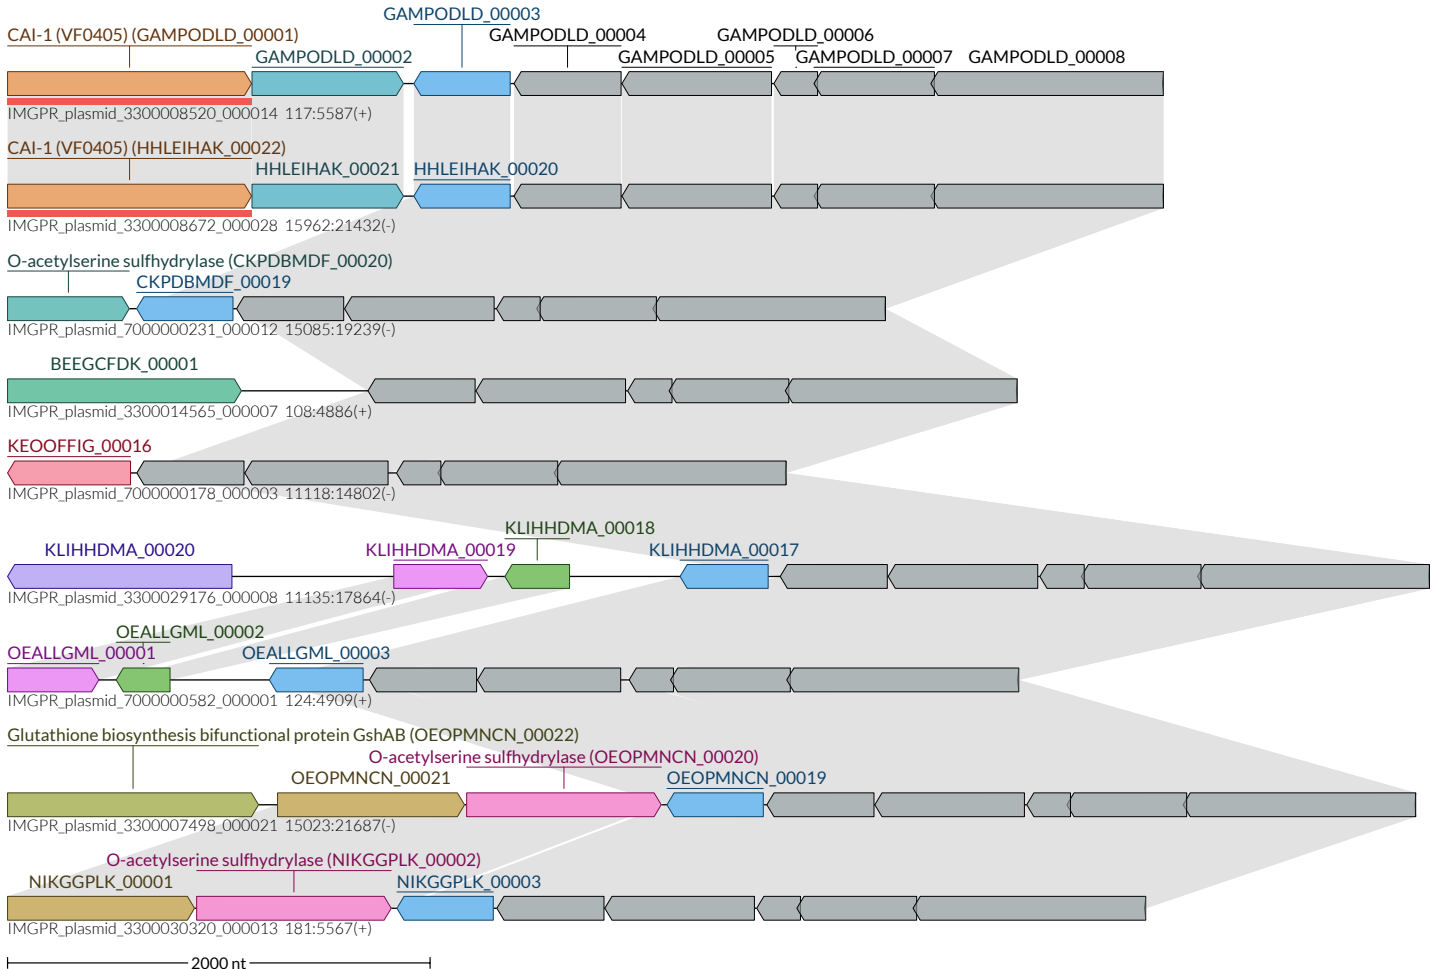 GAMPODLD_00003
CAI-1 (VF0405) (GAMPODLD_00001) GAMPODLD_00004 GAMPODLD_00006
GAMPODLD_00002 GAMPODLD_00005 GAMPODLD_00007 GAMPODLD_00008
IMGPR_plasmid_3300008520_000014 117:5587(+)
CAI-1 (VF0405) (HHLEIHAK_00022)
HHLEIHAK_00021 HHLEIHAK_00020
IMGPR_plasmid_3300008672_000028 15962:21432(-)
O-acetylserine sulfhydrylase (CKPDBMDF_00020)
CKPDBMDF_00019
IMGPR_plasmid_7000000231_000012 15085:19239(-)
BEEGCFDK_00001
IMGPR_plasmid_3300014565_000007 108:4886(+)
KEOOFFIG_00016
IMGPR_plasmid_7000000178_000003 11118:14802(-)
KLIHHDMA_00018
KLIHHDMA_00020 KLIHHDMA_00019 KLIHHDMA_00017
IMGPR_plasmid_3300029176_000008 11135:17864(-)
OEALLGML_00002
OEALLGML_00001 OEALLGML_00003
IMGPR_plasmid_7000000582_000001 124:4909(+)
Glutathione biosynthesis bifunctional protein GshAB (OEOPMNCN_00022)
O-acetylserine sulfhydrylase (OEOPMNCN_00020)
OEOPMNCN_00021 OEOPMNCN_00019
IMGPR_plasmid_3300007498_000021 15023:21687(-)
O-acetylserine sulfhydrylase (NIKGGPLK_00002)
NIKGGPLK_00001 NIKGGPLK_00003
IMGPR_plasmid_3300030320_000013 181:5567(+)
2000 nt